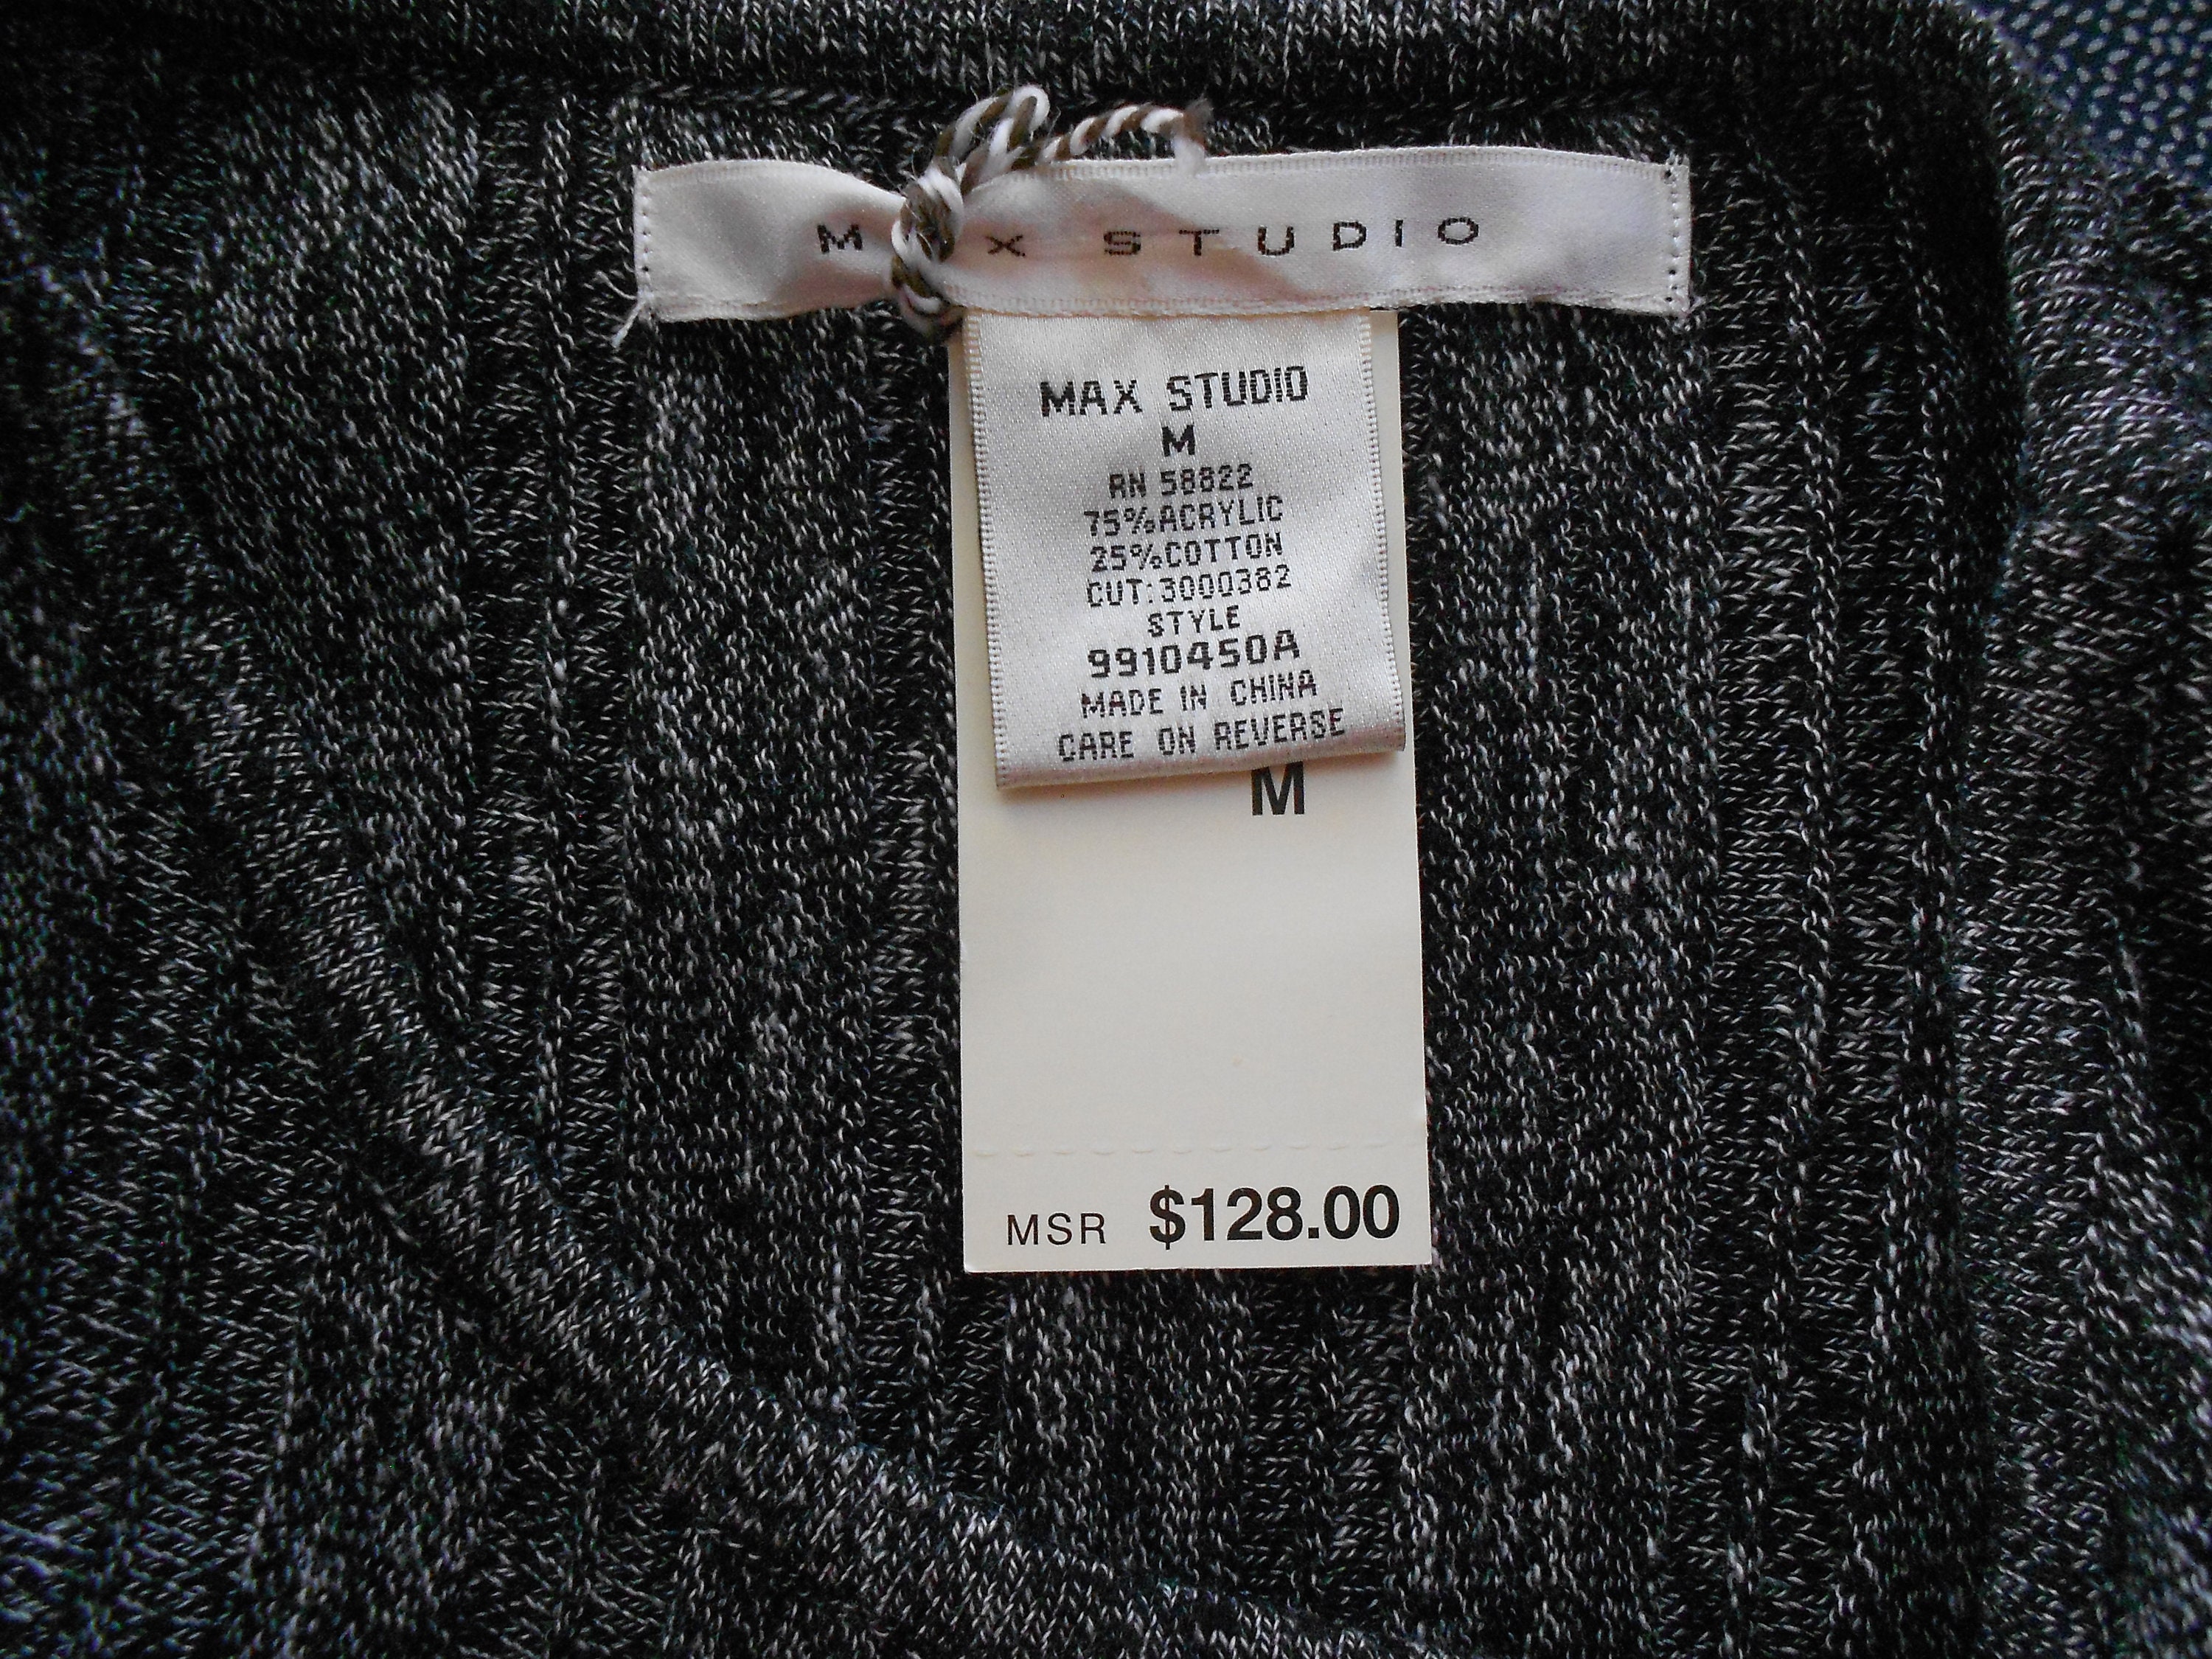 M X STUDIO
MAX STUDIO
M
RN 58822
75%ACRYLIC
25%COTTON
CUT:3000382
STYLE
9910450A
MADE IN CHINA
CARE ON REVERSE
M
MSR $128.00